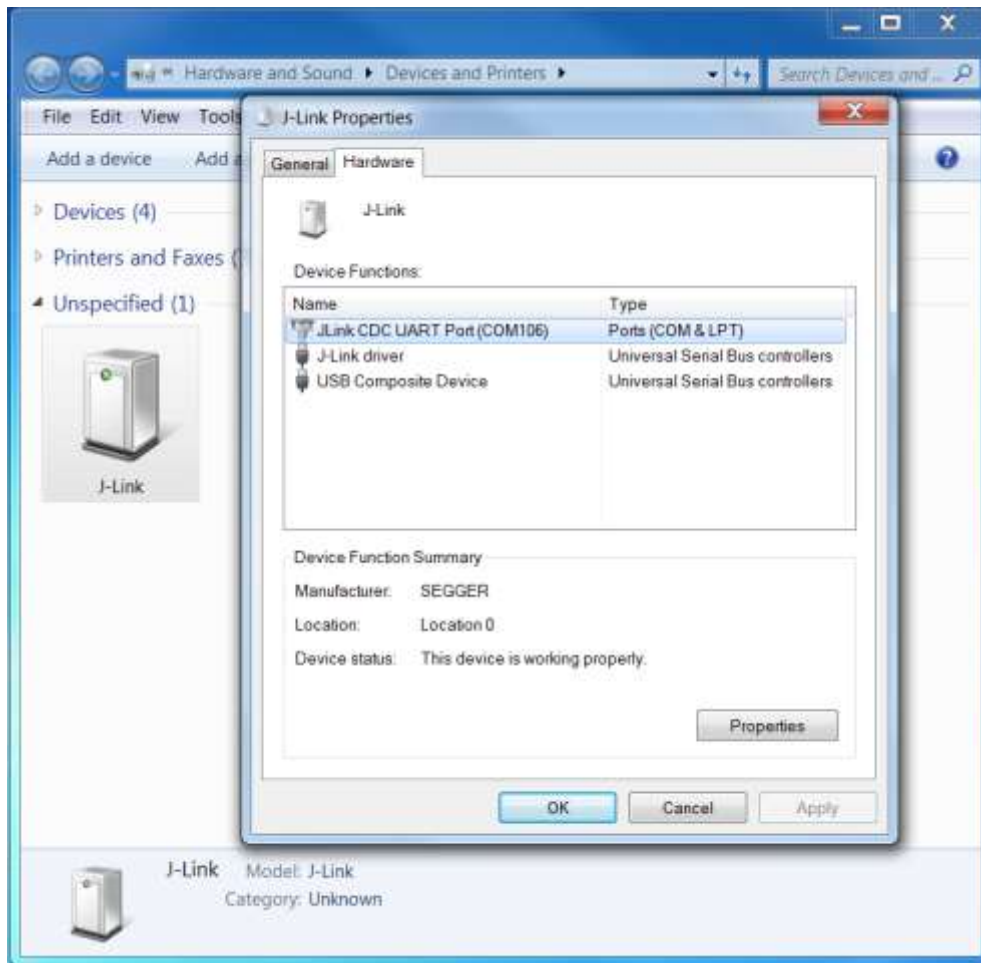 Hardware and Sound ▸ Devices and Printers ▸
Search Devices and ...
File Edit View Tools
J-Link Properties
Add a device Add
General Hardware
J-Link
Devices (4)
Printers and Faxes (
Unspecified (1)
J-Link
Device Functions:
Name Type
JLink CDC UART Port (COM106) Ports (COM & LPT)
J-Link driver Universal Serial Bus controllers
USB Composite Device Universal Serial Bus controllers
Device Function Summary
Manufacturer: SEGGER
Location: Location 0
Device status: This device is working properly.
Properties
OK Cancel Apply
J-Link Model: J-Link
Category: Unknown